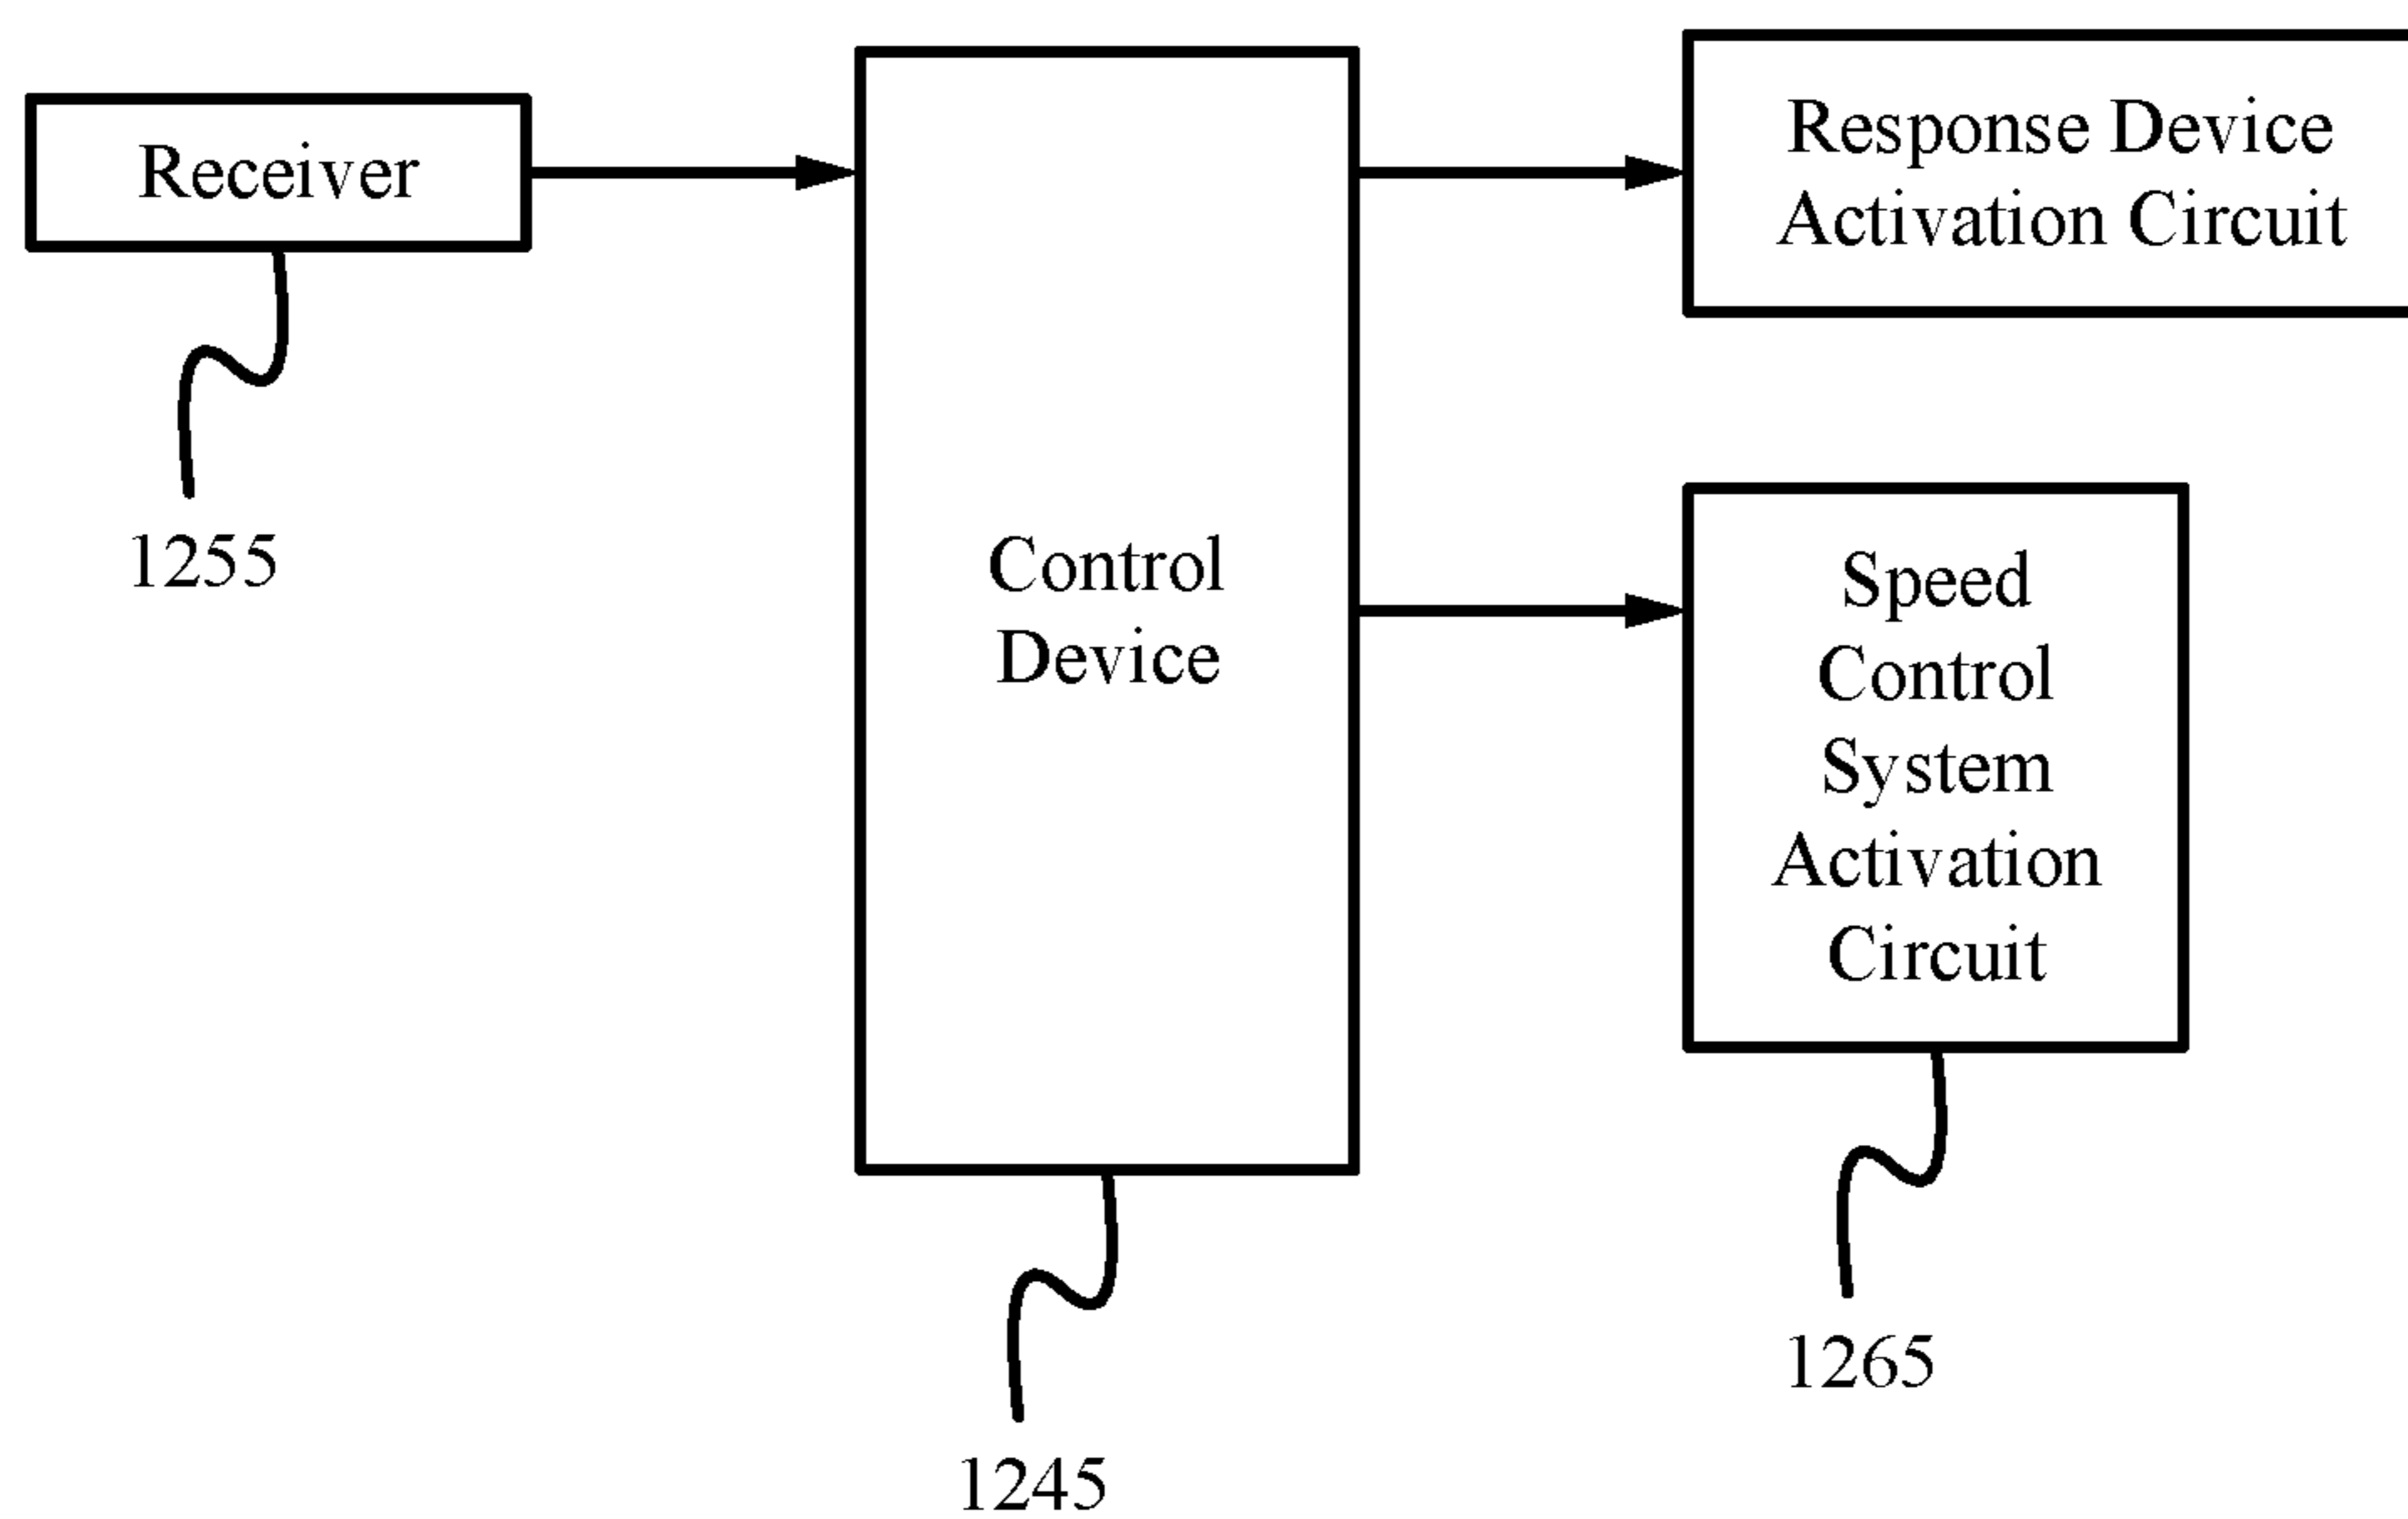 Receiver
1255
Control
Device
1245
Response Device
Activation Circuit
Speed
Control
System
Activation
Circuit
1265